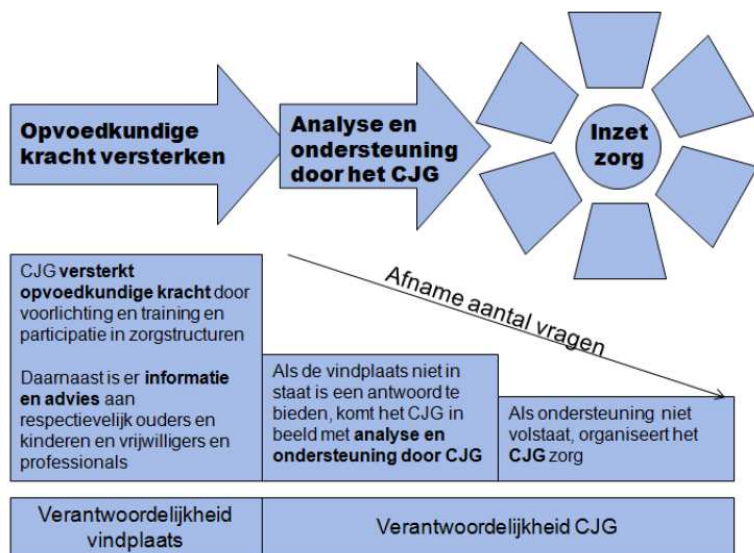 Opvoedkundige
kracht versterken
Analyse en
ondersteuning
door het CJG
Inzet
zorg
CJG versterkt
opvoedkundige kracht door
voorlichting en training en
participatie in zorgstructuren
Daarnaast is er informatie
en advies aan
respectievelijk ouders en
kinderen en vrijwilligers en
professionals
Afname aantal vragen
Als de vindplaats niet in
staat is een antwoord te
bieden, komt het CJG in
beeld met analyse en
ondersteuning door CJG
Als ondersteuning niet
volstaat, organiseert het
CJG zorg
Verantwoordelijkheid
vindplaats
Verantwoordelijkheid CJG